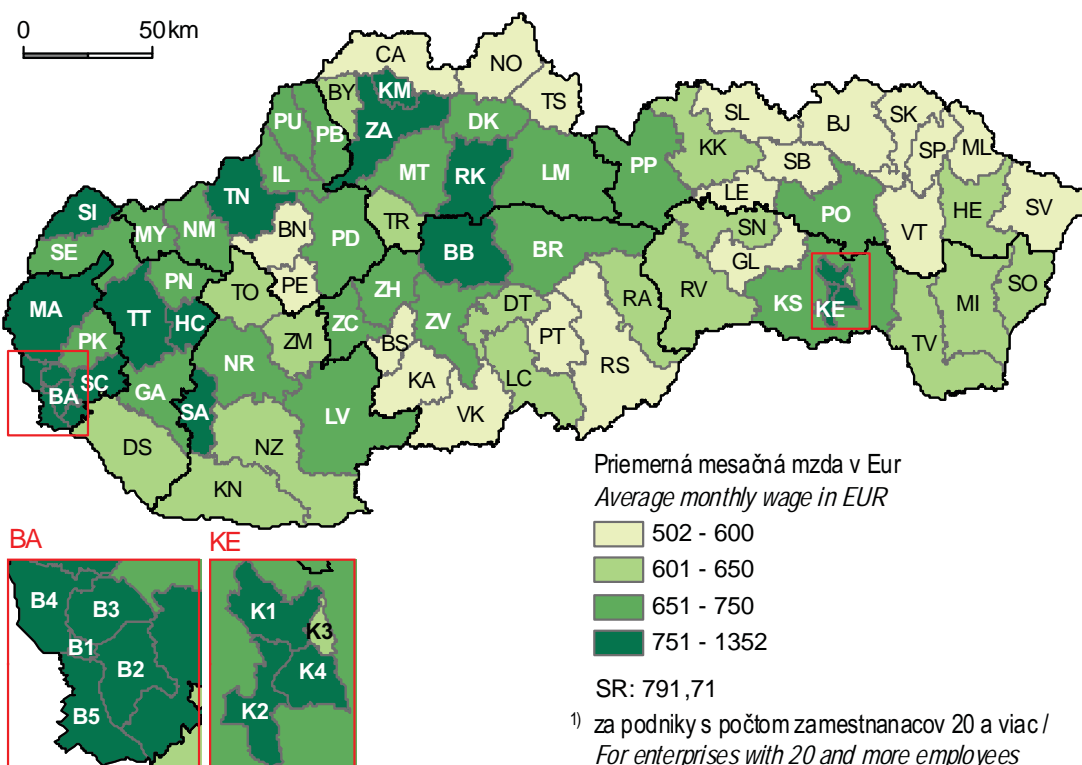 0 50 km
CA NO
BY KM TS
PU PB ZA DK SL BJ SK
KK SP ML
IL MT RK LM PP SB
TN LE
SI TR PO HE SV
MY NM BN SN VT
SE PD BB BR GL
PN PE ZH RV KS KE SO
MA TO DT RA MI
TT HC ZC ZV PT
PK ZM BS TV
NR RS
SC GA KA LC
BA SA LV VK
DS NZ
KN
Priemerná mesačná mzda v Eur
Average monthly wage in EUR
502 - 600
601 - 650
651 - 750
751 - 1352
SR: 791,71
1) za podniky s počtom zamestnanacov 20 a viac /
For enterprises with 20 and more employees
BA
B4 B3
B1
B2
B5
KE
K1
K3
K4
K2